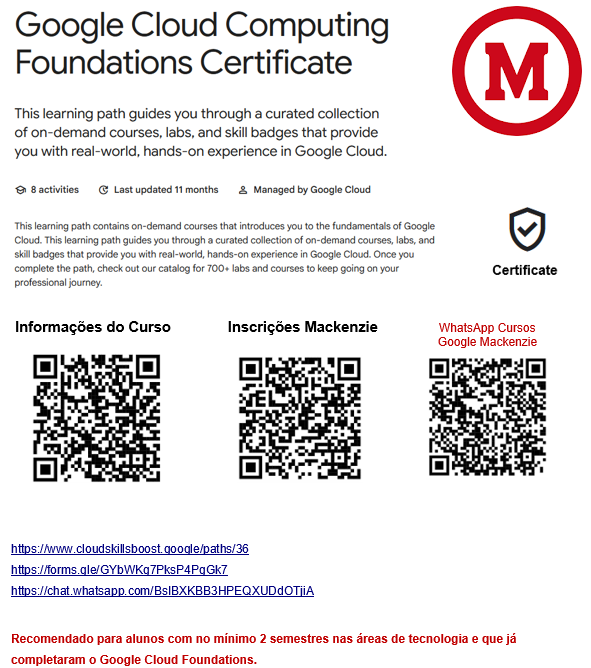 Google Cloud Computing
Foundations Certificate
M
This learning path guides you through a curated collection
of on-demand courses, labs, and skill badges that provide
you with real-world, hands-on experience in Google Cloud.
8 activities Last updated 11 months Managed by Google Cloud
This learning path contains on-demand courses that introduces you to the fundamentals of Google
Cloud. This learning path guides you through a curated collection of on-demand courses, labs, and
skill badges that provide you with real-world, hands-on experience in Google Cloud. Once you
complete the path, check out our catalog for 700+ labs and courses to keep going on your
professional journey.
Certificate
Informações do Curso
Inscrições Mackenzie
WhatsApp Cursos
Google Mackenzie
https://www.cloudskillsboost.google/paths/36
https://forms.gle/GYbWKq7PksP4PqGk7
https://chat.whatsapp.com/BsIBXKBB3HPEQXUDdOTjiA
Recomendado para alunos com no mínimo 2 semestres nas áreas de tecnologia e que já
completaram o Google Cloud Foundations.